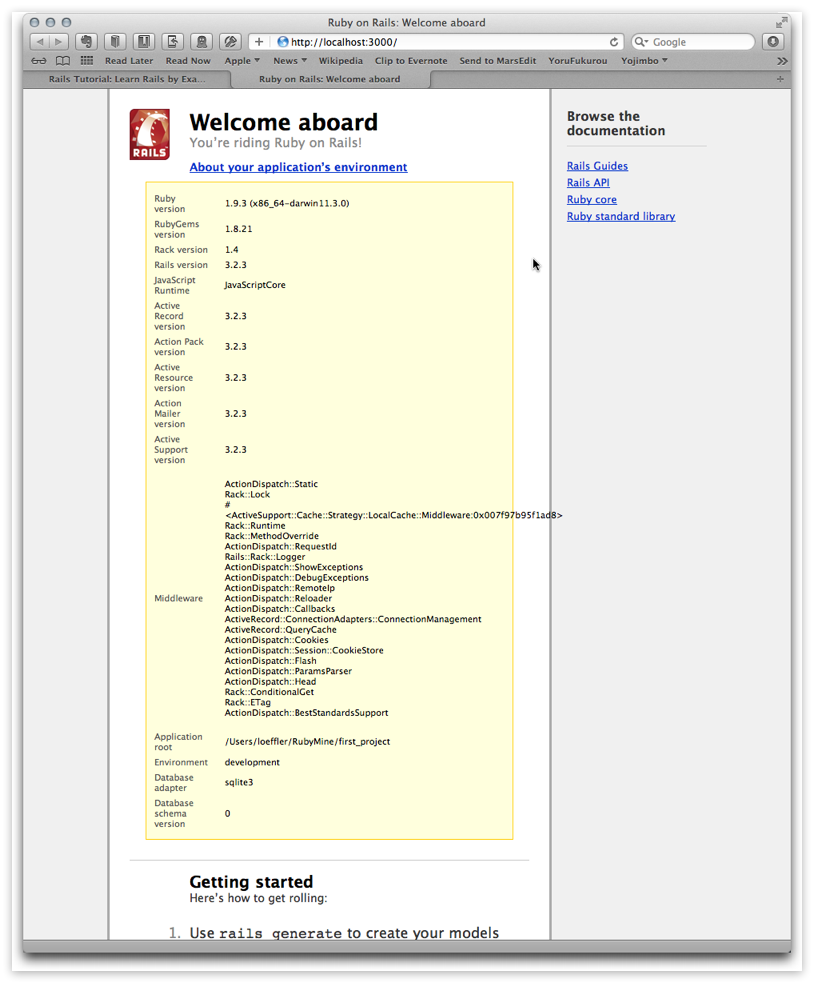 Ruby on Rails: Welcome aboard
http://localhost:3000/
Google
Read Later Read Now Apple News Wikipedia Clip to Evernote Send to MarsEdit YoruFukurou Yojimbo
Rails Tutorial: Learn Rails by Exa... Ruby on Rails: Welcome aboard
RAILS
Welcome aboard
You're riding Ruby on Rails!
About your application's environment
Ruby
version
1.9.3 (x86_64-darwin11.3.0)
RubyGems
version
1.8.21
Rack version 1.4
Rails version 3.2.3
JavaScript
Runtime
JavaScriptCore
Active
Record
version
3.2.3
Action Pack
version
3.2.3
Active
Resource
version
3.2.3
Action
Mailer
version
3.2.3
Active
Support
version
3.2.3
Middleware
ActionDispatch::Static
Rack::Lock
#
<ActiveSupport::Cache::Strategy::LocalCache::Middleware:0x007f97b95f1ad8>
Rack::Runtime
Rack::MethodOverride
ActionDispatch::RequestId
Rails::Rack::Logger
ActionDispatch::ShowExceptions
ActionDispatch::DebugExceptions
ActionDispatch::RemoteIp
ActionDispatch::Reloader
ActionDispatch::Callbacks
ActiveRecord::ConnectionAdapters::ConnectionManagement
ActiveRecord::QueryCache
ActionDispatch::Cookies
ActionDispatch::Session::CookieStore
ActionDispatch::Flash
ActionDispatch::ParamsParser
ActionDispatch::Head
Rack::ConditionalGet
Rack::ETag
ActionDispatch::BestStandardsSupport
Application
root
/Users/loeffler/RubyMine/first_project
Environment development
Database
adapter
sqlite3
Database
schema
version
0
Getting started
Here's how to get rolling:
1. Use rails generate to create your models
Browse the
documentation
Rails Guides
Rails API
Ruby core
Ruby standard library